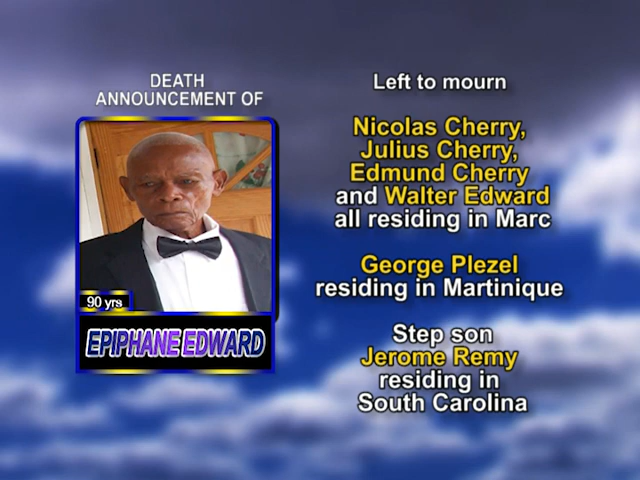 DEATH
ANNOUNCEMENT OF
90 yrs
EPIPHANE EDWARD
Left to mourn
Nicolas Cherry,
Julius Cherry,
Edmund Cherry
and Walter Edward
all residing in Marc
George Plezel
residing in Martinique
Step son
Jerome Remy
residing in
South Carolina